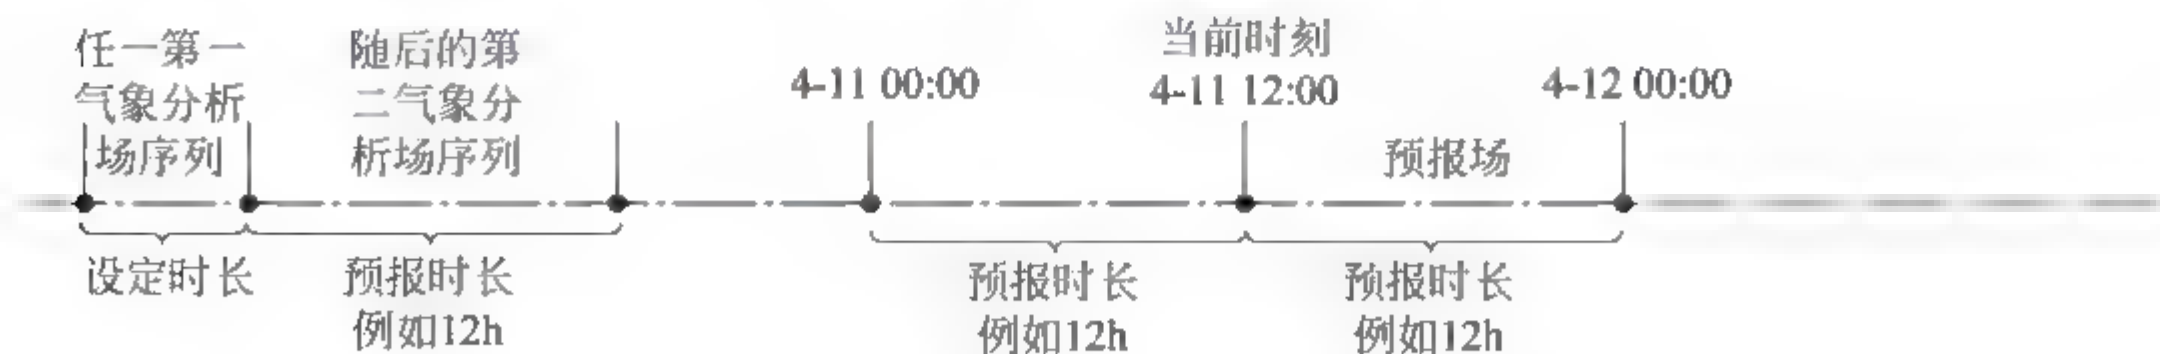 任一第一
气象分析
场序列
随后的第
二气象分
析场序列
4-11 00:00
当前时刻
4-11 12:00
4-12 00:00
预报场
设定时长
预报时长
例如12h
预报时长
例如12h
预报时长
例如12h